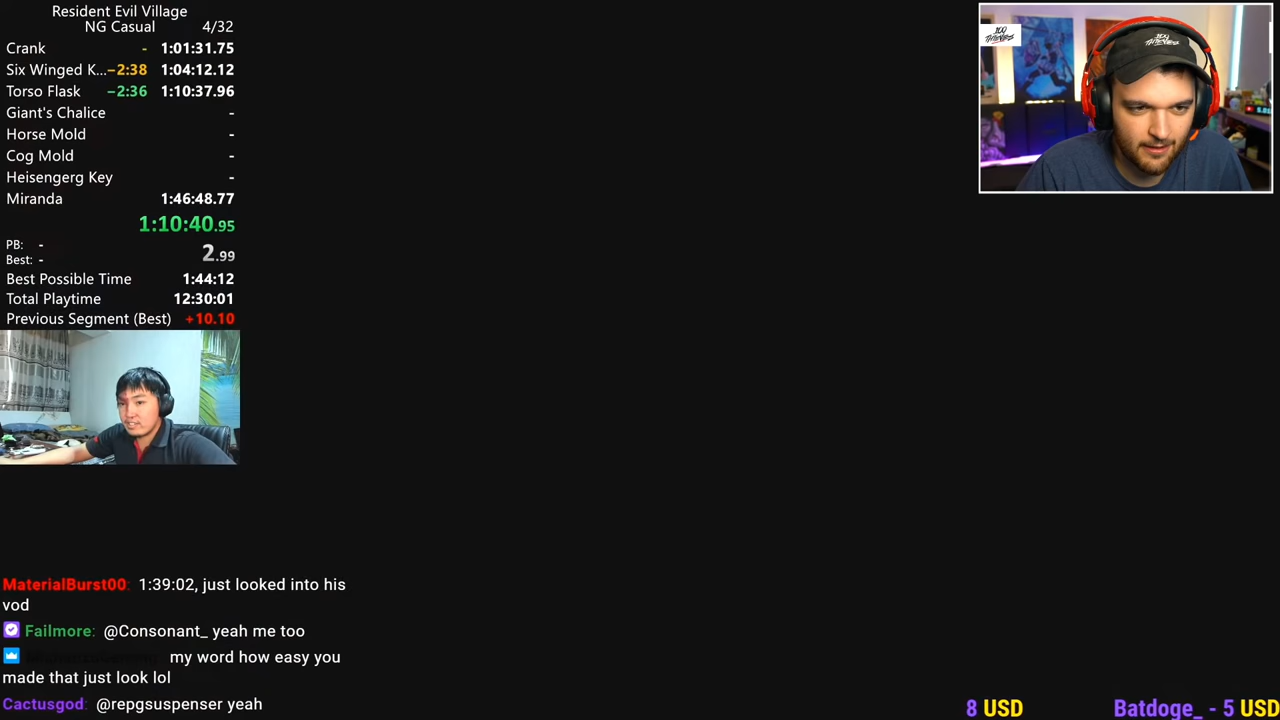 Resident Evil Village
NG Casual 4/32
Crank - 1:01:31.75
Six Winged K... −2:38 1:04:12.12
Torso Flask −2:36 1:10:37.96
Giant's Chalice -
Horse Mold -
Cog Mold -
Heisengerg Key -
Miranda 1:46:48.77
1:10:40.95
PB: -
Best: -
2.99
Best Possible Time 1:44:12
Total Playtime 12:30:01
Previous Segment (Best) +10.10
100
THIEVES
MaterialBurst00: 1:39:02, just looked into his
vod
Failmore: @Consonant_ yeah me too
my word how easy you
made that just look lol
Cactusgod: @repgsuspenser yeah
8 USD Batdoge_ - 5 USD